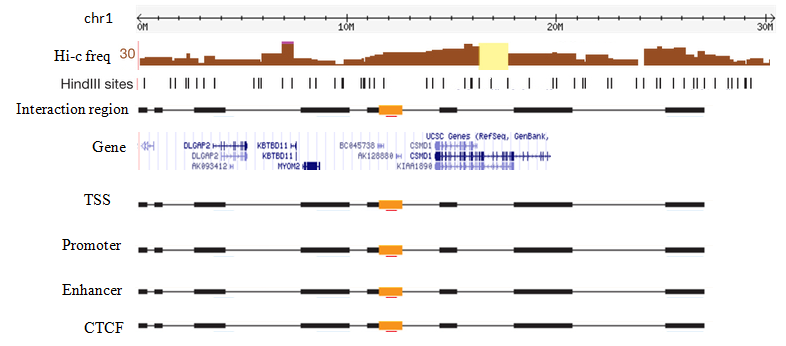 chr1
0M 10M 20M 30M
Hi-c freq 30
HindIII sites
Interaction region
UCSC Genes (RefSeq, GenBank,
Gene DLGAP2 KBTBD11 BC045738 CSMD1
DLGAP2 KBTBD11 AK128880 CSMD1
AK093412 MYOM2 KIAA1890
TSS
Promoter
Enhancer
CTCF